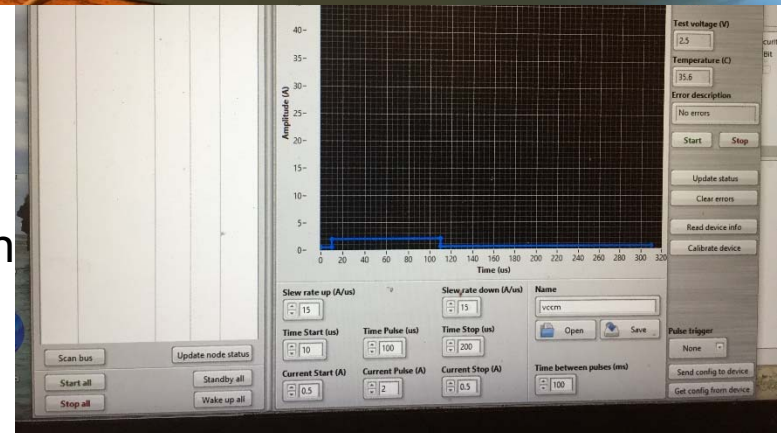 40-
35-
30-
25-
20-
15-
10-
5-
0-
Amplitude (A)
0 20 40 60 80 100 120 140 160 180 200 220 240 260 280 300 320
Time (us)
Test voltage (V)
2.5
Temperature (C)
35.6
Error description
No errors
Start Stop
Update status
Clear errors
Read device info
Calibrate device
Bit
n
Slew rate up (A/us)
15
Slew rate down (A/us)
15
Name
vccm
Open Save
Time Start (us) Time Pulse (us) Time Stop (us)
10 100 200
Current Start (A) Current Pulse (A) Current Stop (A)
0.5 2 0.5
Time between pulses (ms)
100
Pulse trigger
None
Send config to device
Get config from device
Scan bus Update node status
Start all Standby all
Stop all Wake up all